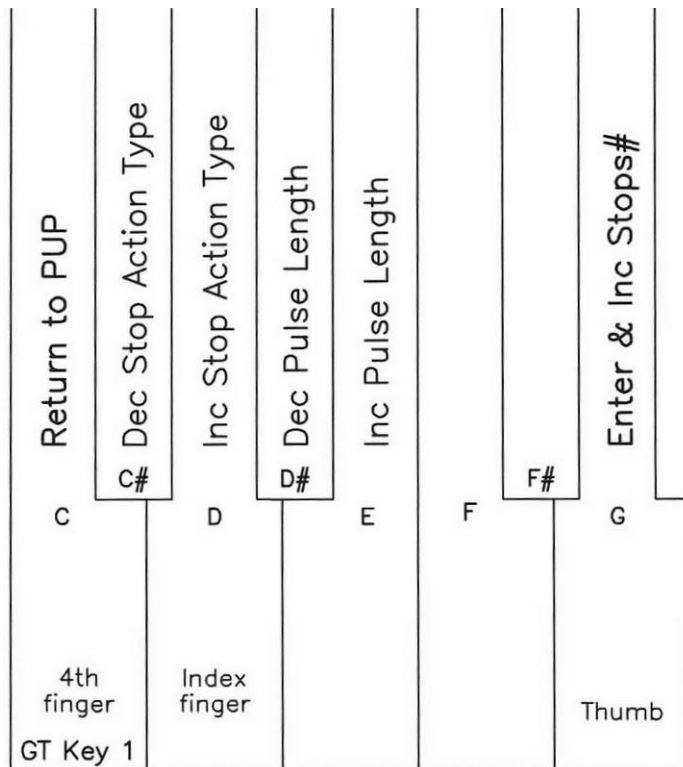 Return to PUP
Dec Stop Action Type
Inc Stop Action Type
Dec Pulse Length
Inc Pulse Length
Enter & Inc Stops#
C#
D#
F#
C
D
E
F
G
4th
finger
Index
finger
Thumb
GT Key 1